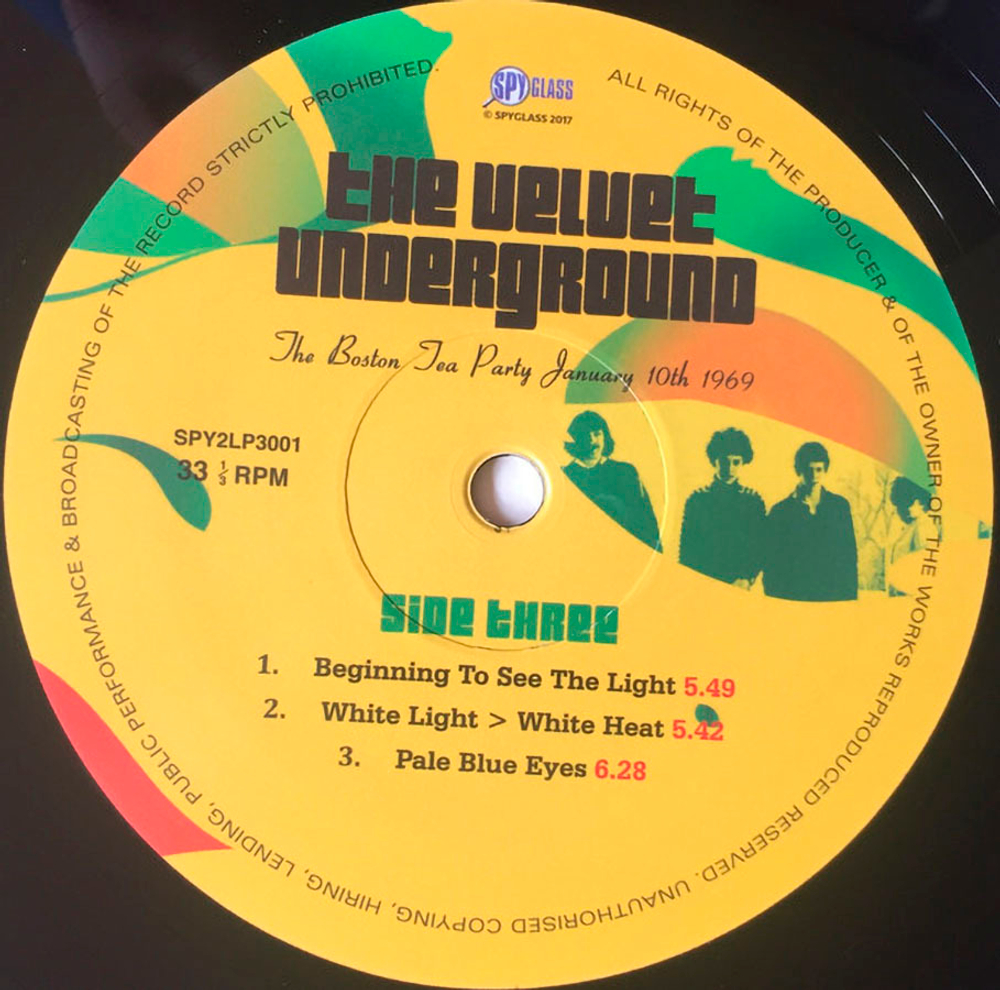 SPYGLASS
© SPYGLASS 2017
THE VELVET
UNDERGROUND
The Boston Tea Party January 10th 1969
SPY2LP3001
33 ⅓ RPM
SIDE THREE
1. Beginning To See The Light 5.49
2. White Light > White Heat 5.42
3. Pale Blue Eyes 6.28
ALL RIGHTS OF THE PRODUCER & OF THE OWNER OF THE WORKS REPRODUCED RESERVED. UNAUTHORISED COPYING, HIRING, LENDING, PUBLIC PERFORMANCE & BROADCASTING OF THE RECORD STRICTLY PROHIBITED.